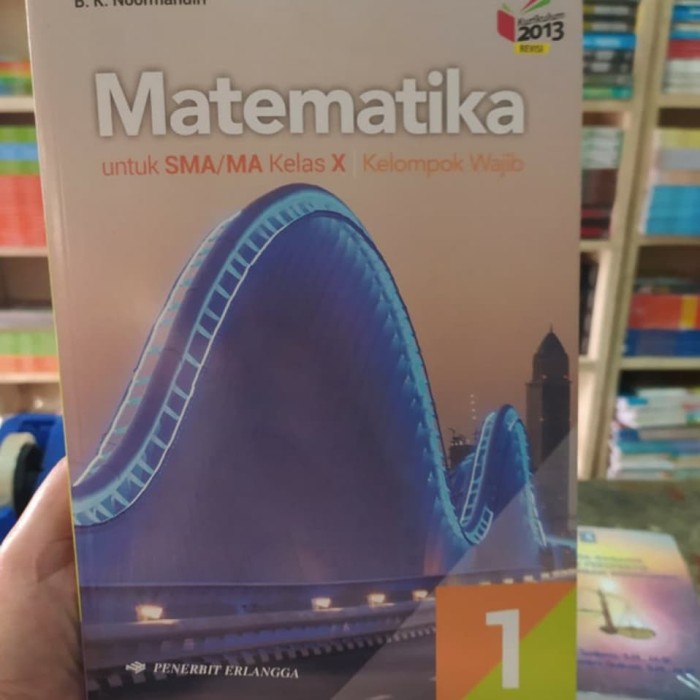 B. K. Noormandiri
Kurikulum
2013
REVISI
Matematika
untuk SMA/MA Kelas X | Kelompok Wajib
1
PENERBIT ERLANGGA